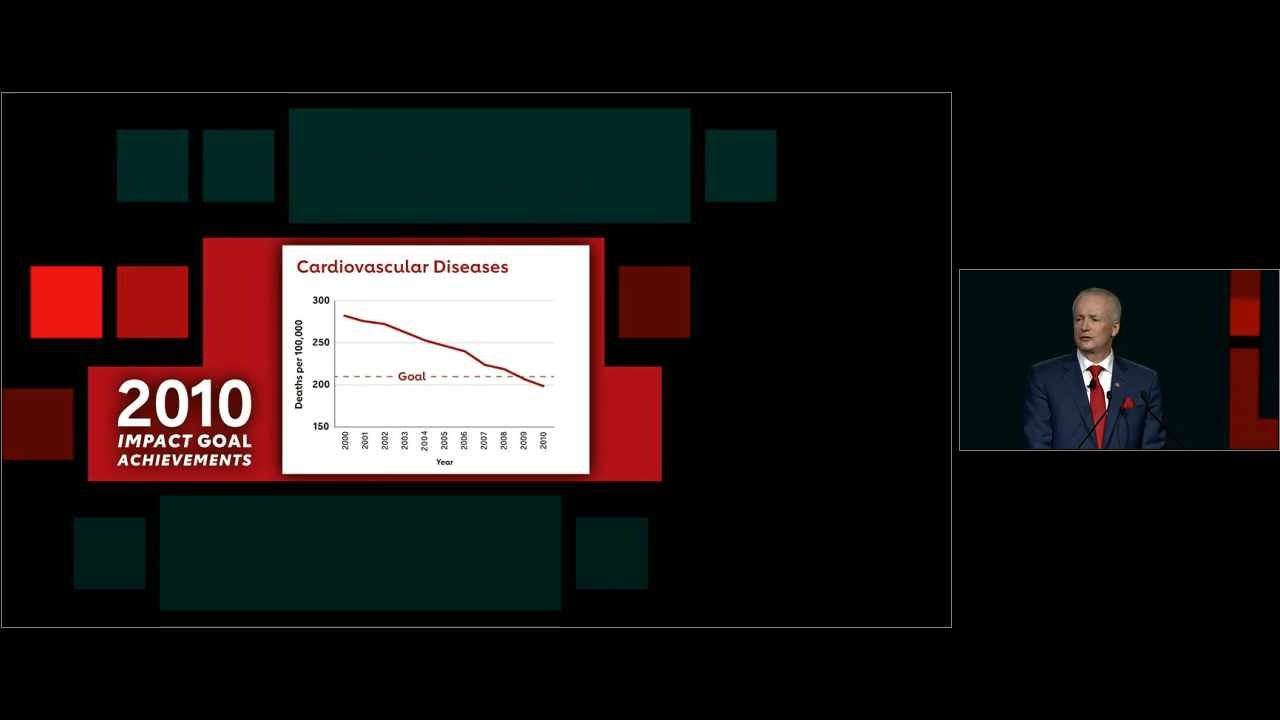 Cardiovascular Diseases
300
250
200
150
Deaths per 100,000
Goal
2000
2001
2002
2003
2004
2005
2006
2007
2008
2009
2010
Year
2010
IMPACT GOAL
ACHIEVEMENTS